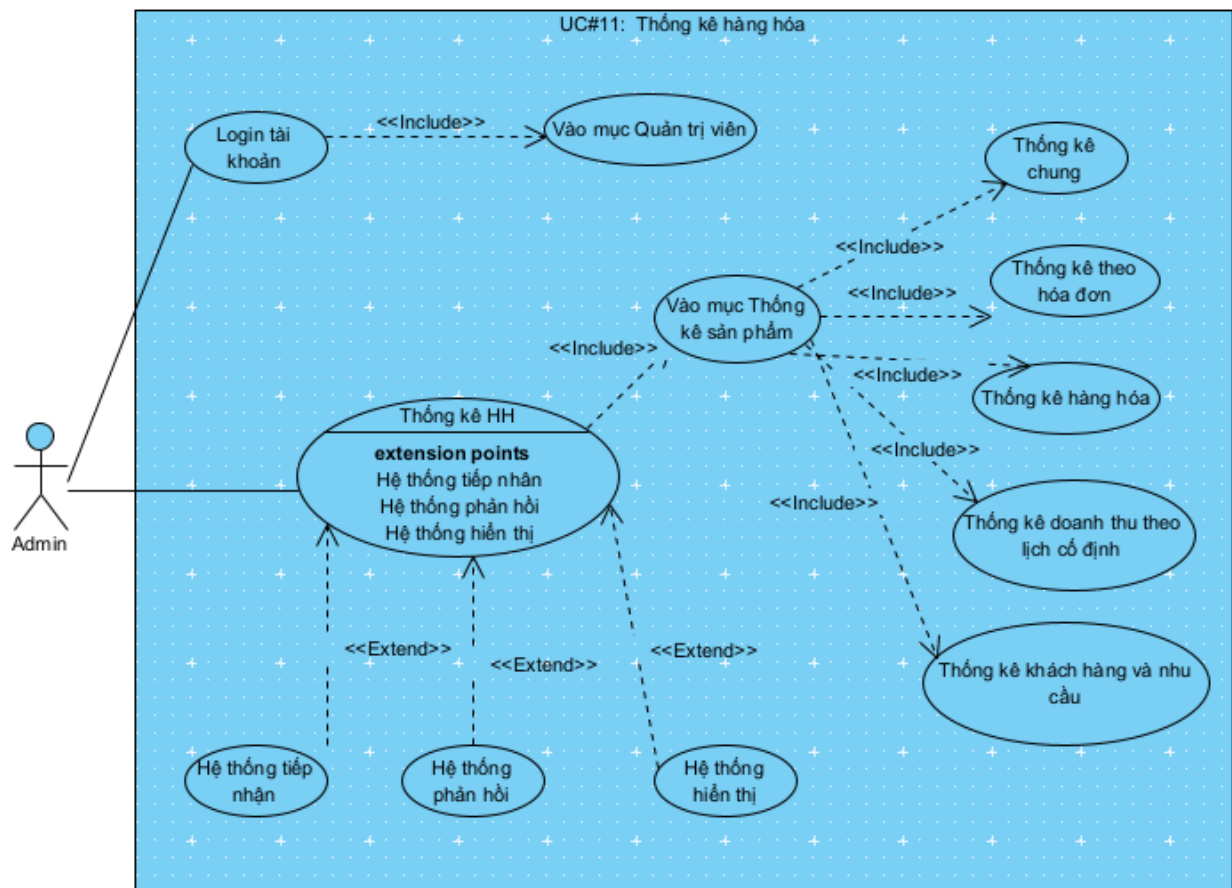 UC#11: Thống kê hàng hóa
Login tài
khoản
<<Include>>
Vào mục Quản trị viên
Thống kê
chung
<<Include>>
Thống kê theo
hóa đơn
<<Include>>
Vào mục Thống
kê sản phẩm
<<Include>>
<<Include>>
Thống kê hàng hóa
Thống kê HH
extension points
Hệ thống tiếp nhân
Hệ thống phản hồi
Hệ thống hiển thị
<<Include>>
<<Include>>
Thống kê doanh thu theo
lịch cố định
Admin
<<Extend>>
<<Extend>>
<<Extend>>
Thống kê khách hàng và nhu
cầu
Hệ thống tiếp
nhận
Hệ thống
phản hồi
Hệ thống
hiển thị